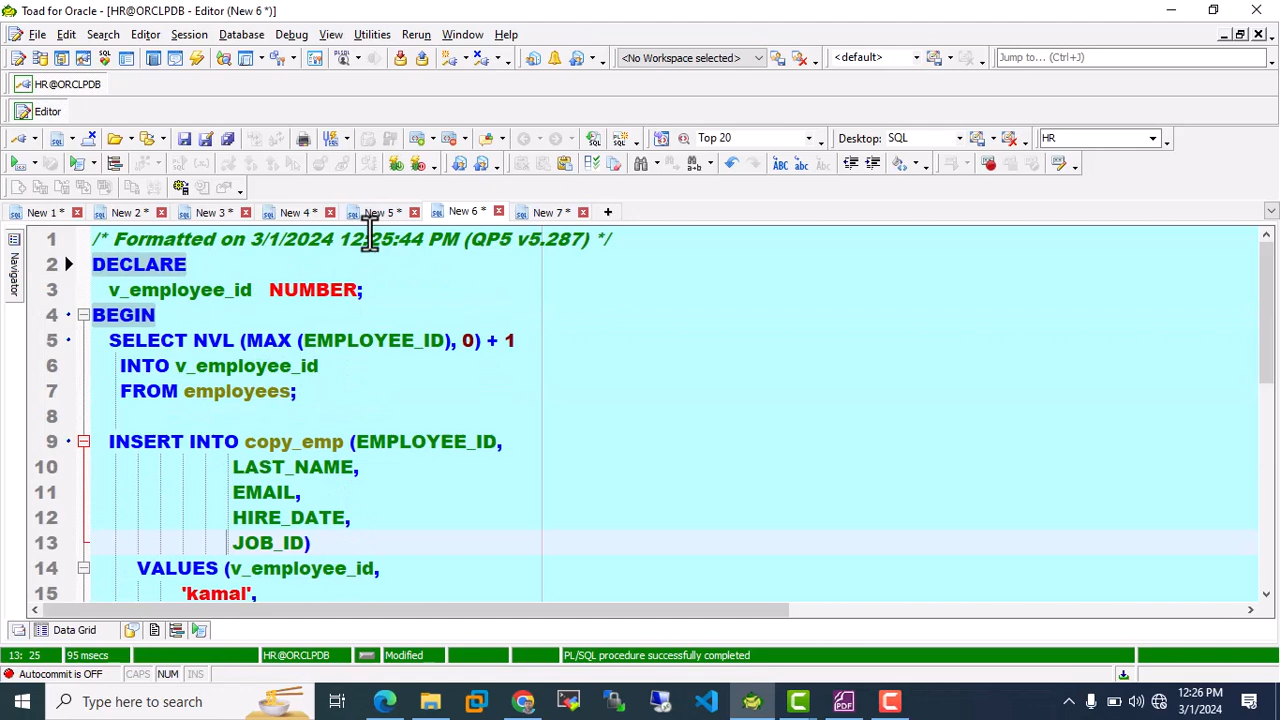 Toad for Oracle - [HR@ORCLPDB - Editor (New 6 *)]
File Edit Search Editor Session Database Debug View Utilities Rerun Window Help
<No Workspace selected> <default> Jump to... (Ctrl+J)
HR@ORCLPDB
Editor
Top 20 Desktop: SQL HR
New 1 * New 2 * New 3 * New 4 * New 5 * New 6 * New 7 * +
1 /* Formatted on 3/1/2024 12:25:44 PM (QP5 v5.287) */
2 DECLARE
3 v_employee_id NUMBER;
4 BEGIN
5 SELECT NVL (MAX (EMPLOYEE_ID), 0) + 1
6 INTO v_employee_id
7 FROM employees;
8
9 INSERT INTO copy_emp (EMPLOYEE_ID,
10 LAST_NAME,
11 EMAIL,
12 HIRE_DATE,
13 JOB_ID)
14 VALUES (v_employee_id,
15 'kamal',
Navigator
Data Grid
13: 25 95 msecs HR@ORCLPDB Modified PL/SQL procedure successfully completed
Autocommit is OFF CAPS NUM INS
Type here to search
12:26 PM
3/1/2024